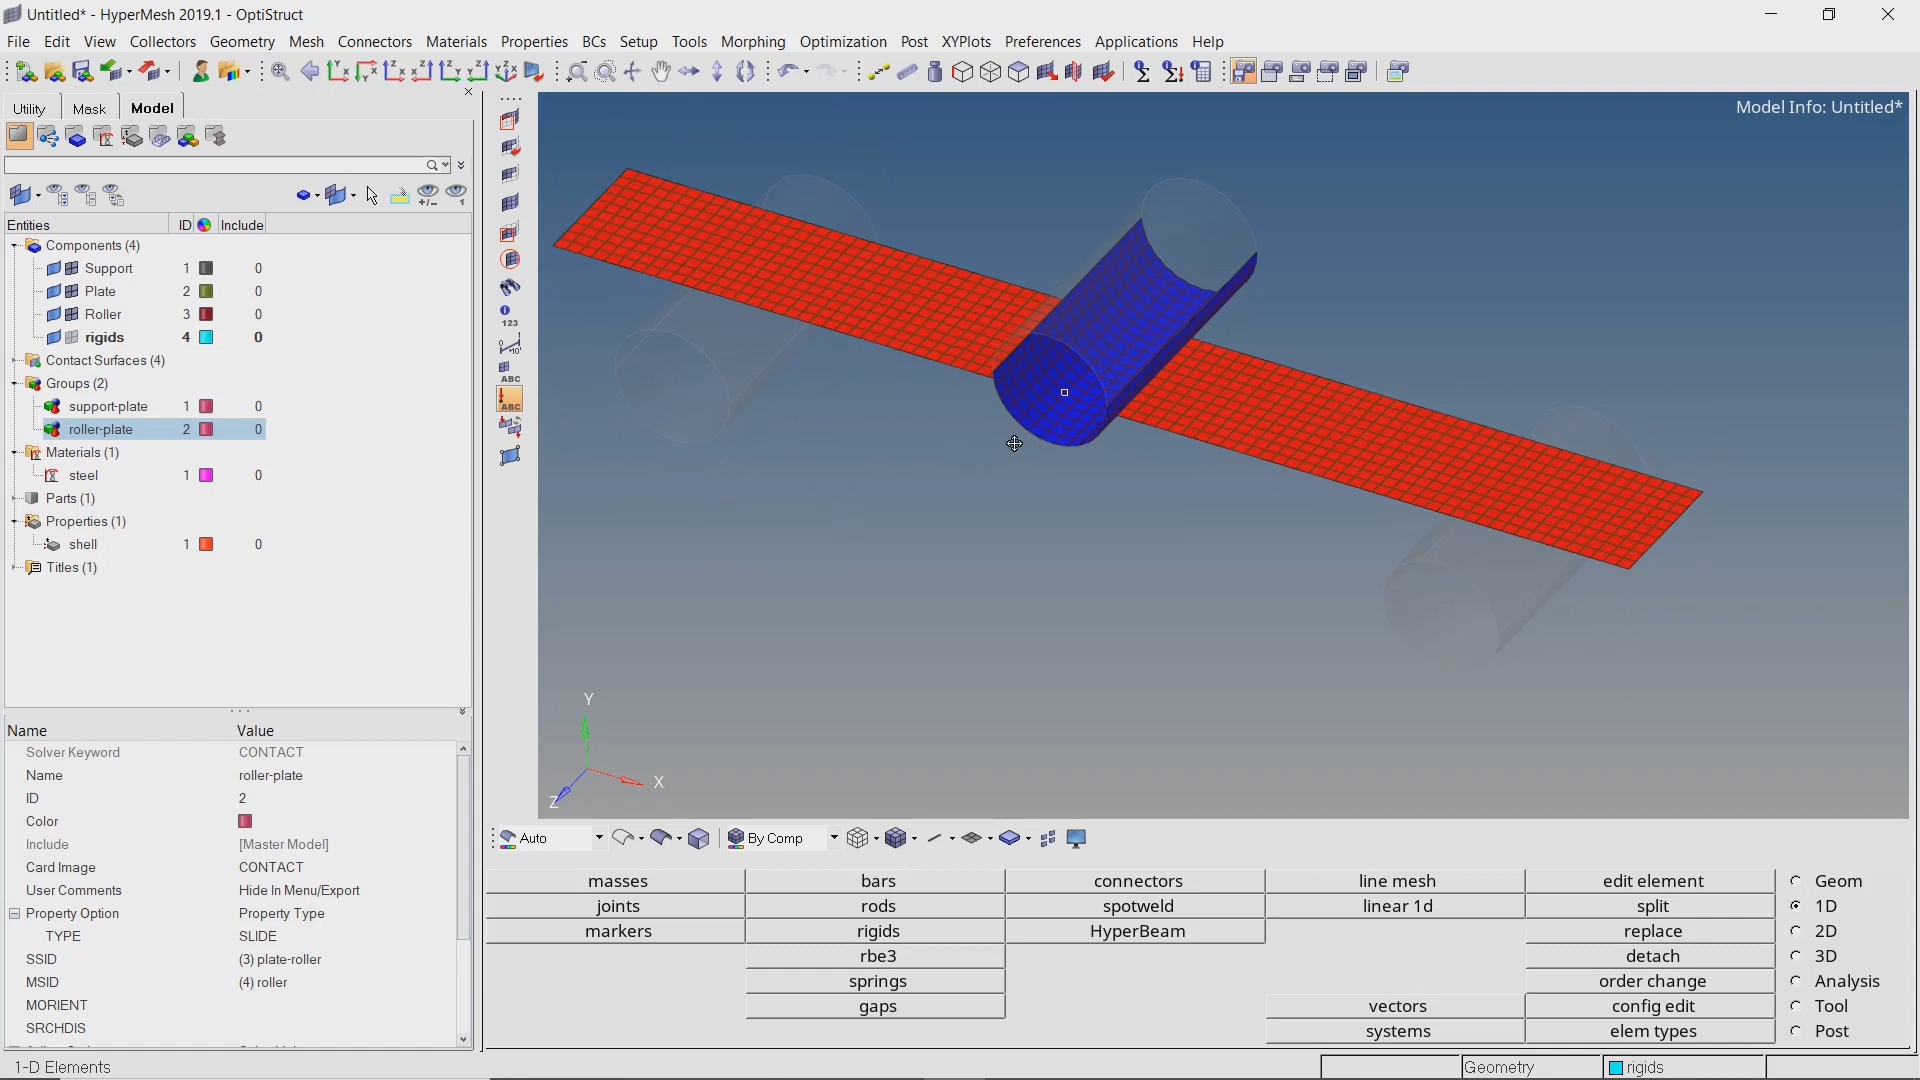 Untitled* - HyperMesh 2019.1 - OptiStruct
File Edit View Collectors Geometry Mesh Connectors Materials Properties BCs Setup Tools Morphing Optimization Post XYPlots Preferences Applications Help
Utility Mask Model
Model Info: Untitled*
Entities ID Include
Components (4)
Support 1 0
Plate 2 0
Roller 3 0
rigids 4 0
Contact Surfaces (4)
Groups (2)
support-plate 1 0
roller-plate 2 0
Materials (1)
steel 1 0
Parts (1)
Properties (1)
shell 1 0
Titles (1)
123
ABC
ABC
Y
X
Z
Name Value
Solver Keyword CONTACT
Name roller-plate
ID 2
Color
Include [Master Model]
Card Image CONTACT
User Comments Hide In Menu/Export
Property Option Property Type
TYPE SLIDE
SSID (3) plate-roller
MSID (4) roller
MORIENT
SRCHDIS
Auto By Comp
masses bars connectors line mesh edit element Geom
joints rods spotweld linear 1d split 1D
markers rigids HyperBeam replace 2D
rbe3 detach 3D
springs order change Analysis
gaps vectors config edit Tool
systems elem types Post
1-D Elements Geometry rigids